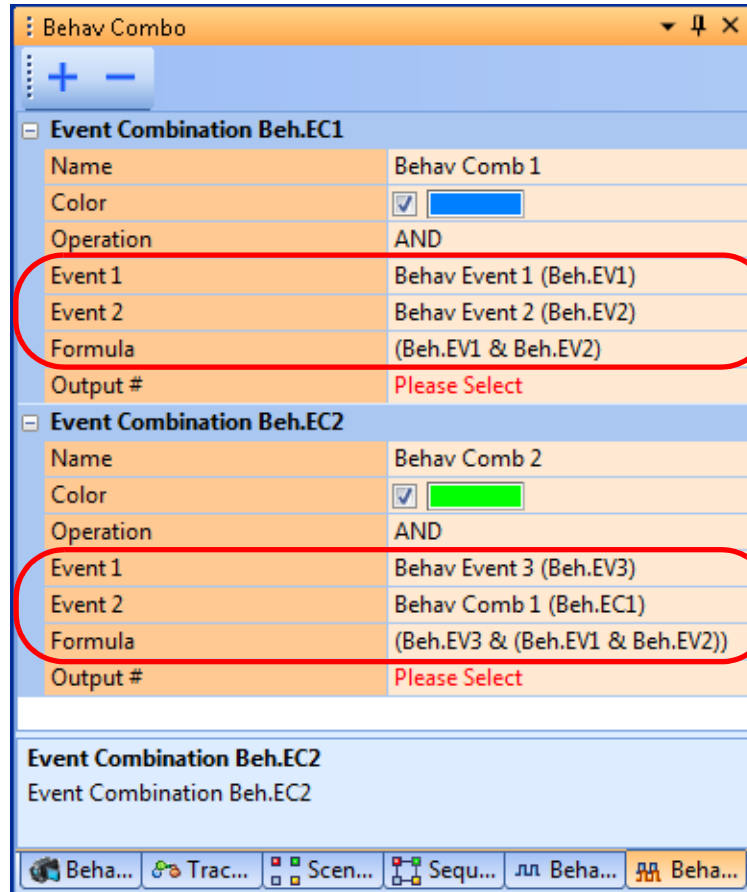 Behav Combo
Event Combination Beh.EC1
Name Behav Comb 1
Color
Operation AND
Event 1 Behav Event 1 (Beh.EV1)
Event 2 Behav Event 2 (Beh.EV2)
Formula (Beh.EV1 & Beh.EV2)
Output # Please Select
Event Combination Beh.EC2
Name Behav Comb 2
Color
Operation AND
Event 1 Behav Event 3 (Beh.EV3)
Event 2 Behav Comb 1 (Beh.EC1)
Formula (Beh.EV3 & (Beh.EV1 & Beh.EV2))
Output # Please Select
Event Combination Beh.EC2
Event Combination Beh.EC2
Beha... Trac... Scen... Sequ... Beha... Beha...